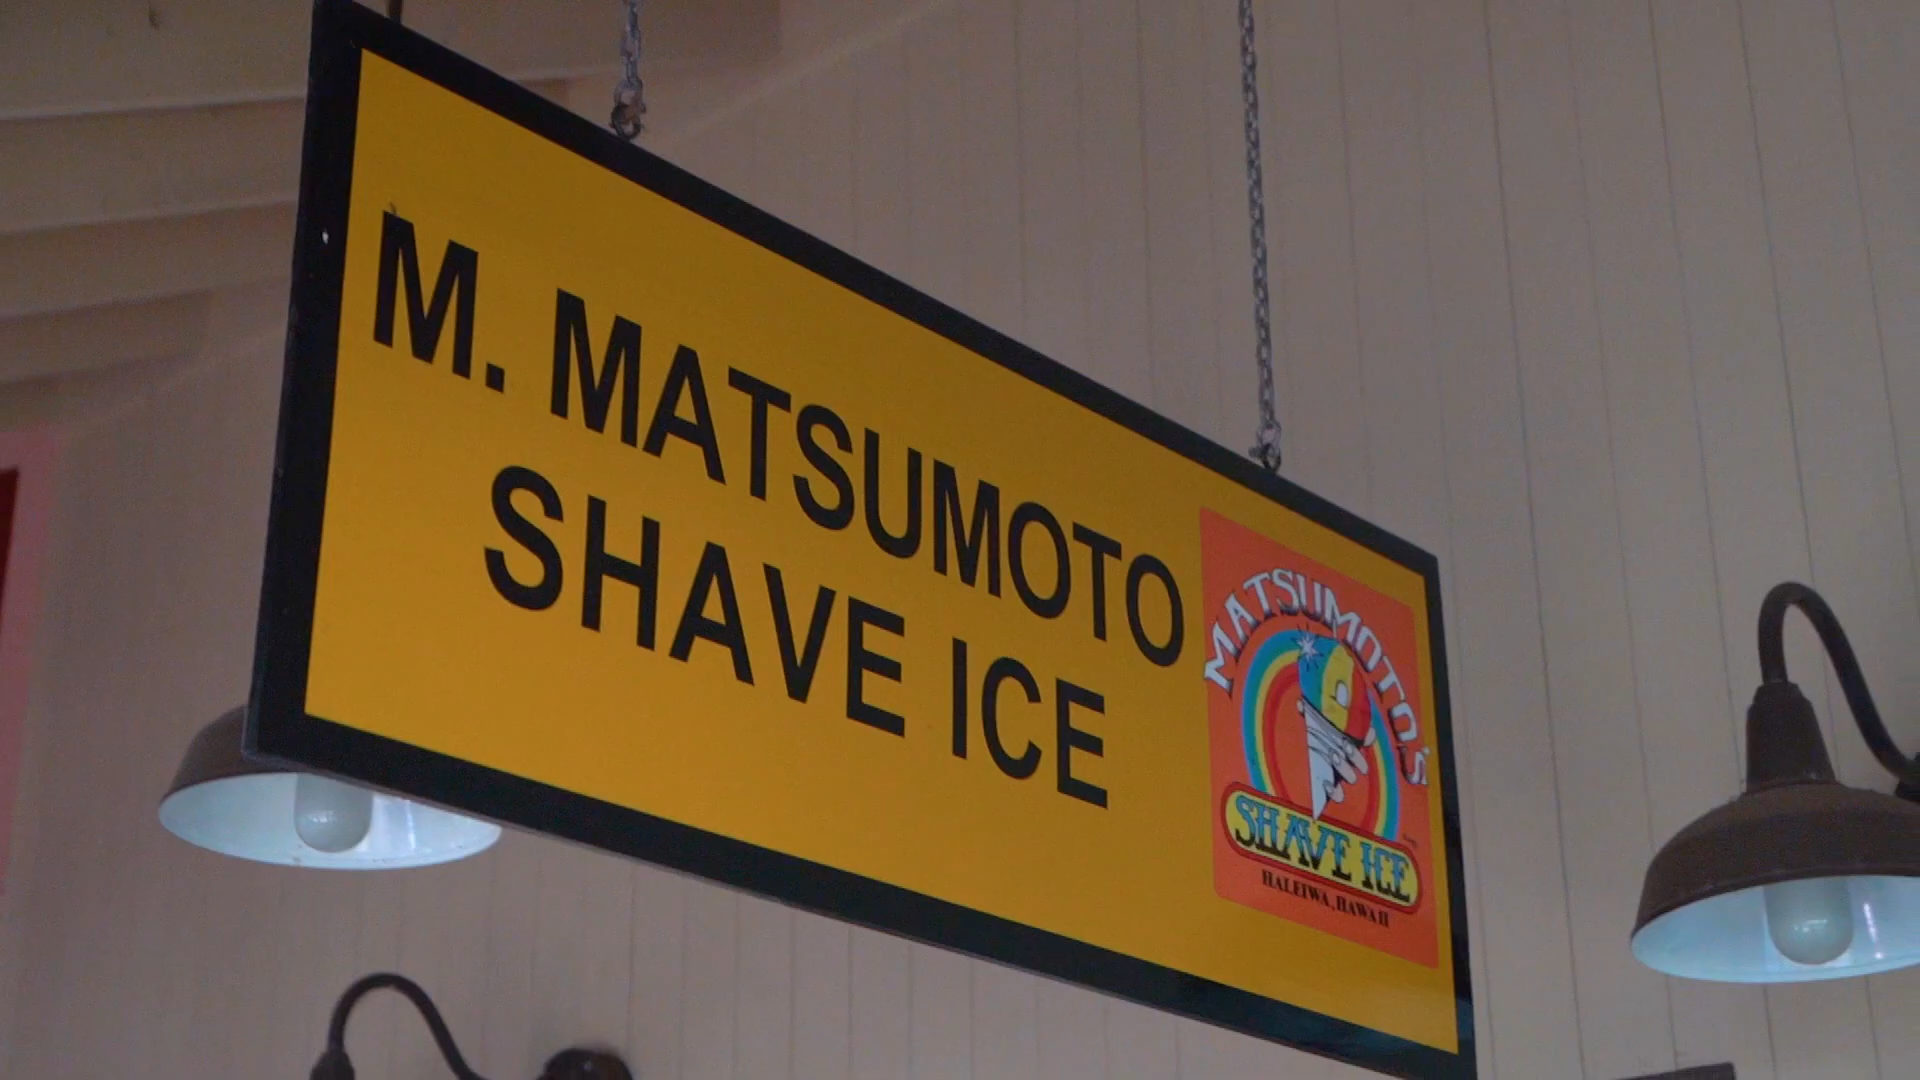 M. MATSUMOTO
SHAVE ICE
MATSUMOTO'S
SHAVE ICE
HALEIWA, HAWAII